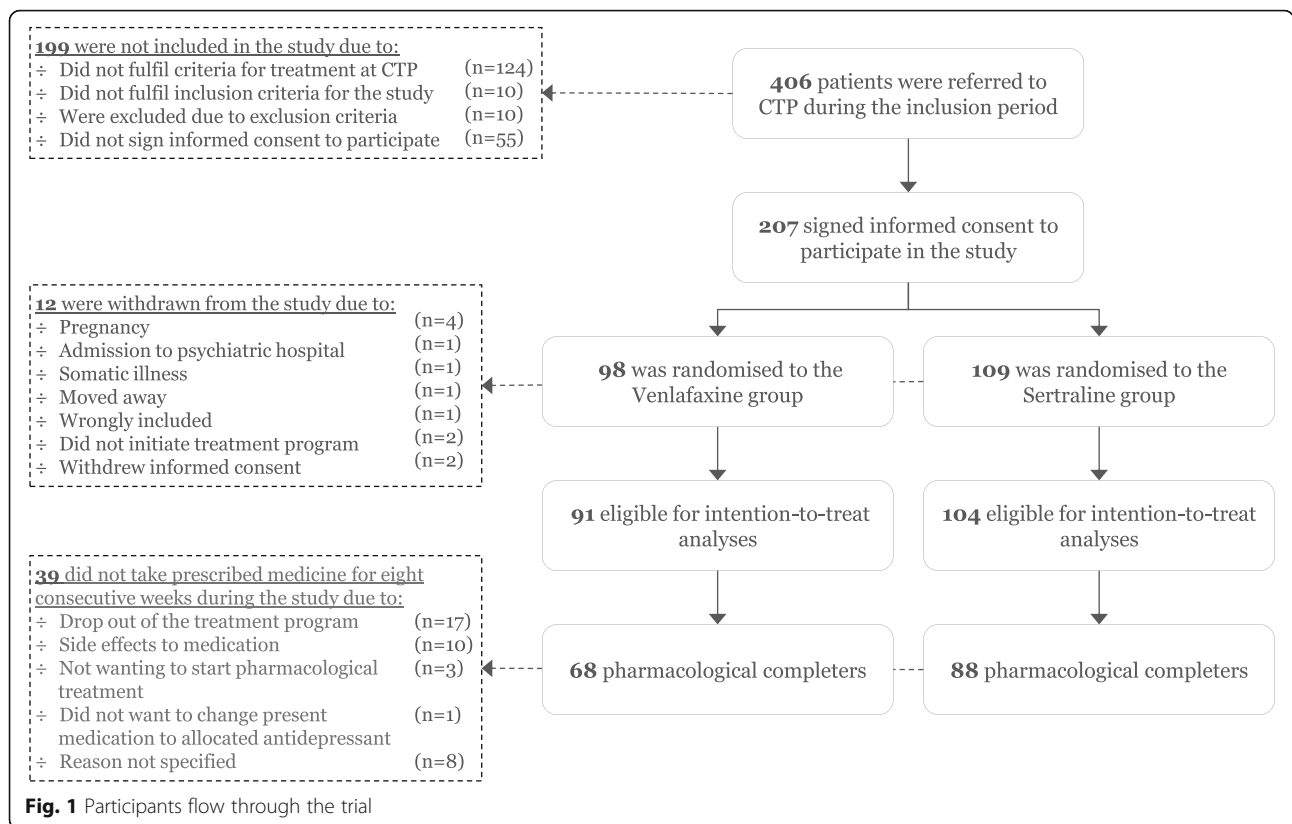 199 were not included in the study due to:
÷ Did not fulfil criteria for treatment at CTP (n=124)
÷ Did not fulfil inclusion criteria for the study (n=10)
÷ Were excluded due to exclusion criteria (n=10)
÷ Did not sign informed consent to participate (n=55)
406 patients were referred to
CTP during the inclusion period
207 signed informed consent to
participate in the study
12 were withdrawn from the study due to:
÷ Pregnancy (n=4)
÷ Admission to psychiatric hospital (n=1)
÷ Somatic illness (n=1)
÷ Moved away (n=1)
÷ Wrongly included (n=1)
÷ Did not initiate treatment program (n=2)
÷ Withdrew informed consent (n=2)
98 was randomised to the
Venlafaxine group
109 was randomised to the
Sertraline group
91 eligible for intention-to-treat
analyses
104 eligible for intention-to-treat
analyses
39 did not take prescribed medicine for eight
consecutive weeks during the study due to:
÷ Drop out of the treatment program (n=17)
÷ Side effects to medication (n=10)
÷ Not wanting to start pharmacological (n=3)
treatment
÷ Did not want to change present (n=1)
medication to allocated antidepressant
÷ Reason not specified (n=8)
68 pharmacological completers
88 pharmacological completers
Fig. 1 Participants flow through the trial